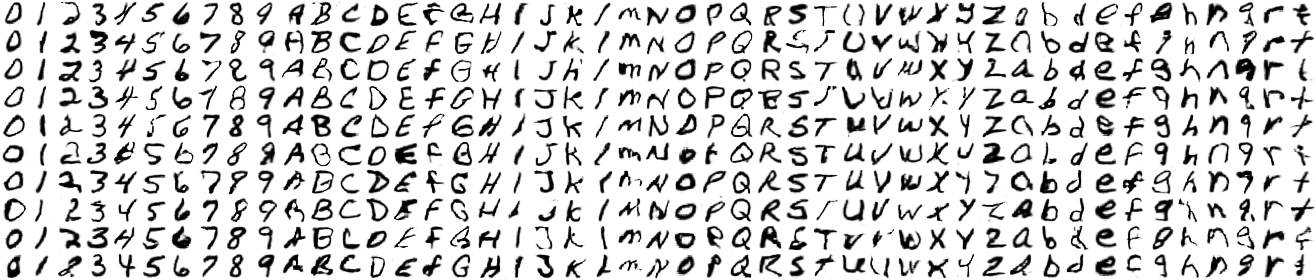 0 1 2 3 4 5 6 7 8 9 A B C D E F G H I J K l m N O P Q R S T U V W X Y Z a b d e f g h n q r t
0 1 2 3 4 5 6 7 8 9 A B C D E F G H I J K l m N O P Q R S T U V W X Y Z a b d e f g h n q r t
0 1 2 3 4 5 6 7 8 9 A B C D E F G H I J K l m N O P Q R S T U V W X Y Z a b d e f g h n q r t
0 1 2 3 4 5 6 7 8 9 A B C D E F G H I J K l m N O P Q R S T U V W X Y Z a b d e f g h n q r t
0 1 2 3 4 5 6 7 8 9 A B C D E F G H I J K l m N O P Q R S T U V W X Y Z a b d e f g h n q r t
0 1 2 3 4 5 6 7 8 9 A B C D E F G H I J K l m N O P Q R S T U V W X Y Z a b d e f g h n q r t
0 1 2 3 4 5 6 7 8 9 A B C D E F G H I J K l m N O P Q R S T U V W X Y Z a b d e f g h n q r t
0 1 2 3 4 5 6 7 8 9 A B C D E F G H I J K l M N O P Q R S T U V W X Y Z a b d e f g h n q r t
0 1 2 3 4 5 6 7 8 9 A B C D E F G H I J K l m N O P Q R S T U V W X Y Z a b d e f g h n q r t
0 1 2 3 4 5 6 7 8 9 A B C D E F G H I J K L m N O P Q R S T U V W X Y Z a b d e f g h n q r t